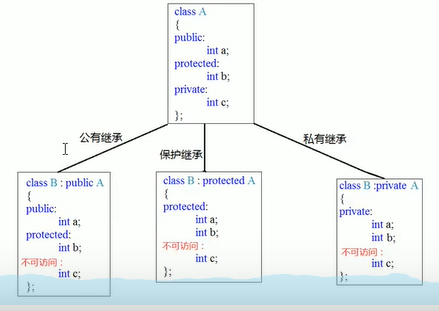 class A
{
public:
int a;
protected:
int b;
private:
int c;
};
公有继承
保护继承
私有继承
class B : public A
{
public:
int a;
protected:
int b;
不可访问：
int c;
};
class B : protected A
{
protected:
int a;
int b;
不可访问：
int c;
};
class B :private A
{
private:
int a;
int b;
不可访问：
int c;
};